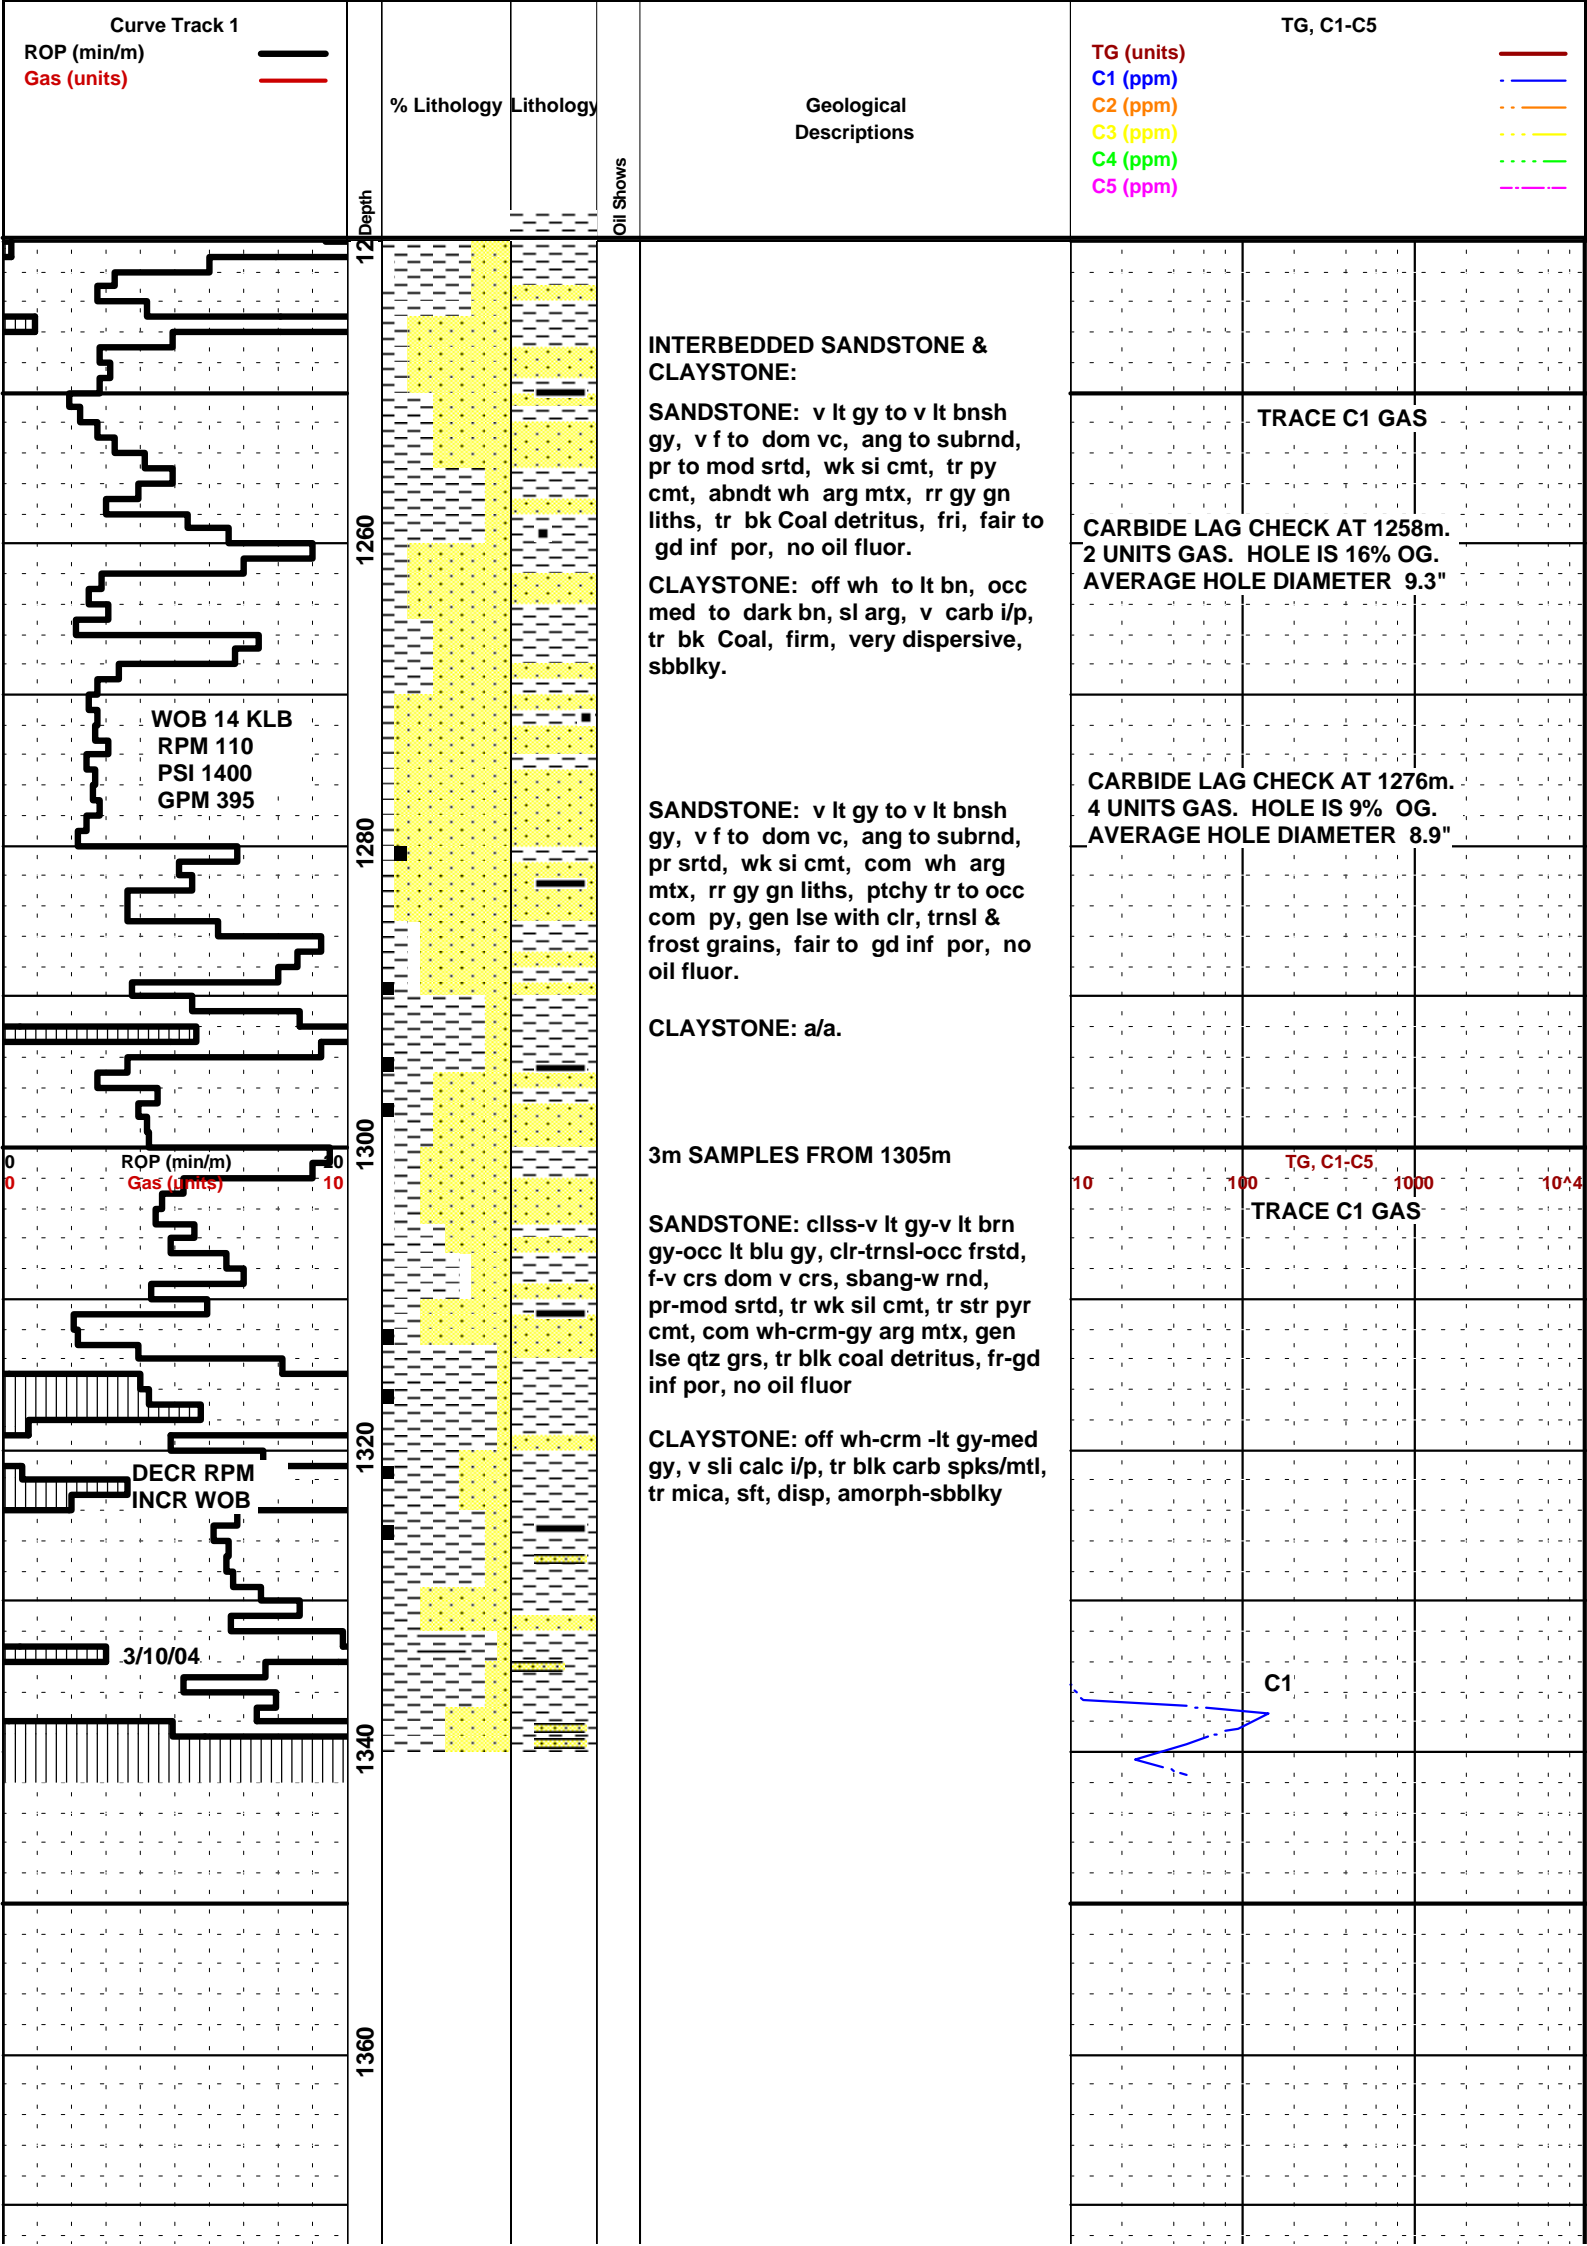 Curve Track 1
ROP (min/m)
Gas (units)
Depth
% Lithology
Lithology
Oil Shows
Geological
Descriptions
TG, C1-C5
TG (units)
C1 (ppm)
C2 (ppm)
C3 (ppm)
C4 (ppm)
C5 (ppm)
12
INTERBEDDED SANDSTONE &
CLAYSTONE:
SANDSTONE: v lt gy to v lt bnsh
gy, v f to dom vc, ang to subrnd,
pr to mod srtd, wk si cmt, tr py
cmt, abndt wh arg mtx, rr gy gn
liths, tr bk Coal detritus, fri, fair to
gd inf por, no oil fluor.
TRACE C1 GAS
1260
CARBIDE LAG CHECK AT 1258m.
2 UNITS GAS. HOLE IS 16% OG.
AVERAGE HOLE DIAMETER 9.3"
CLAYSTONE: off wh to lt bn, occ
med to dark bn, sl arg, v carb i/p,
tr bk Coal, firm, very dispersive,
sbblky.
WOB 14 KLB
RPM 110
PSI 1400
GPM 395
CARBIDE LAG CHECK AT 1276m.
4 UNITS GAS. HOLE IS 9% OG.
AVERAGE HOLE DIAMETER 8.9"
1280
SANDSTONE: v lt gy to v lt bnsh
gy, v f to dom vc, ang to subrnd,
pr srtd, wk si cmt, com wh arg
mtx, rr gy gn liths, ptchy tr to occ
com py, gen lse with clr, trnsl &
frost grains, fair to gd inf por, no
oil fluor.
CLAYSTONE: a/a.
1300
3m SAMPLES FROM 1305m
0 ROP (min/m) 20
0 Gas (units) 10
TG, C1-C5
10 100 1000 10^4
TRACE C1 GAS
SANDSTONE: cllss-v lt gy-v lt brn
gy-occ lt blu gy, clr-trnsl-occ frstd,
f-v crs dom v crs, sbang-w rnd,
pr-mod srtd, tr wk sil cmt, tr str pyr
cmt, com wh-crm-gy arg mtx, gen
lse qtz grs, tr blk coal detritus, fr-gd
inf por, no oil fluor
1320
CLAYSTONE: off wh-crm -lt gy-med
gy, v sli calc i/p, tr blk carb spks/mtl,
tr mica, sft, disp, amorph-sbblky
DECR RPM
INCR WOB
3/10/04
C1
1340
1360